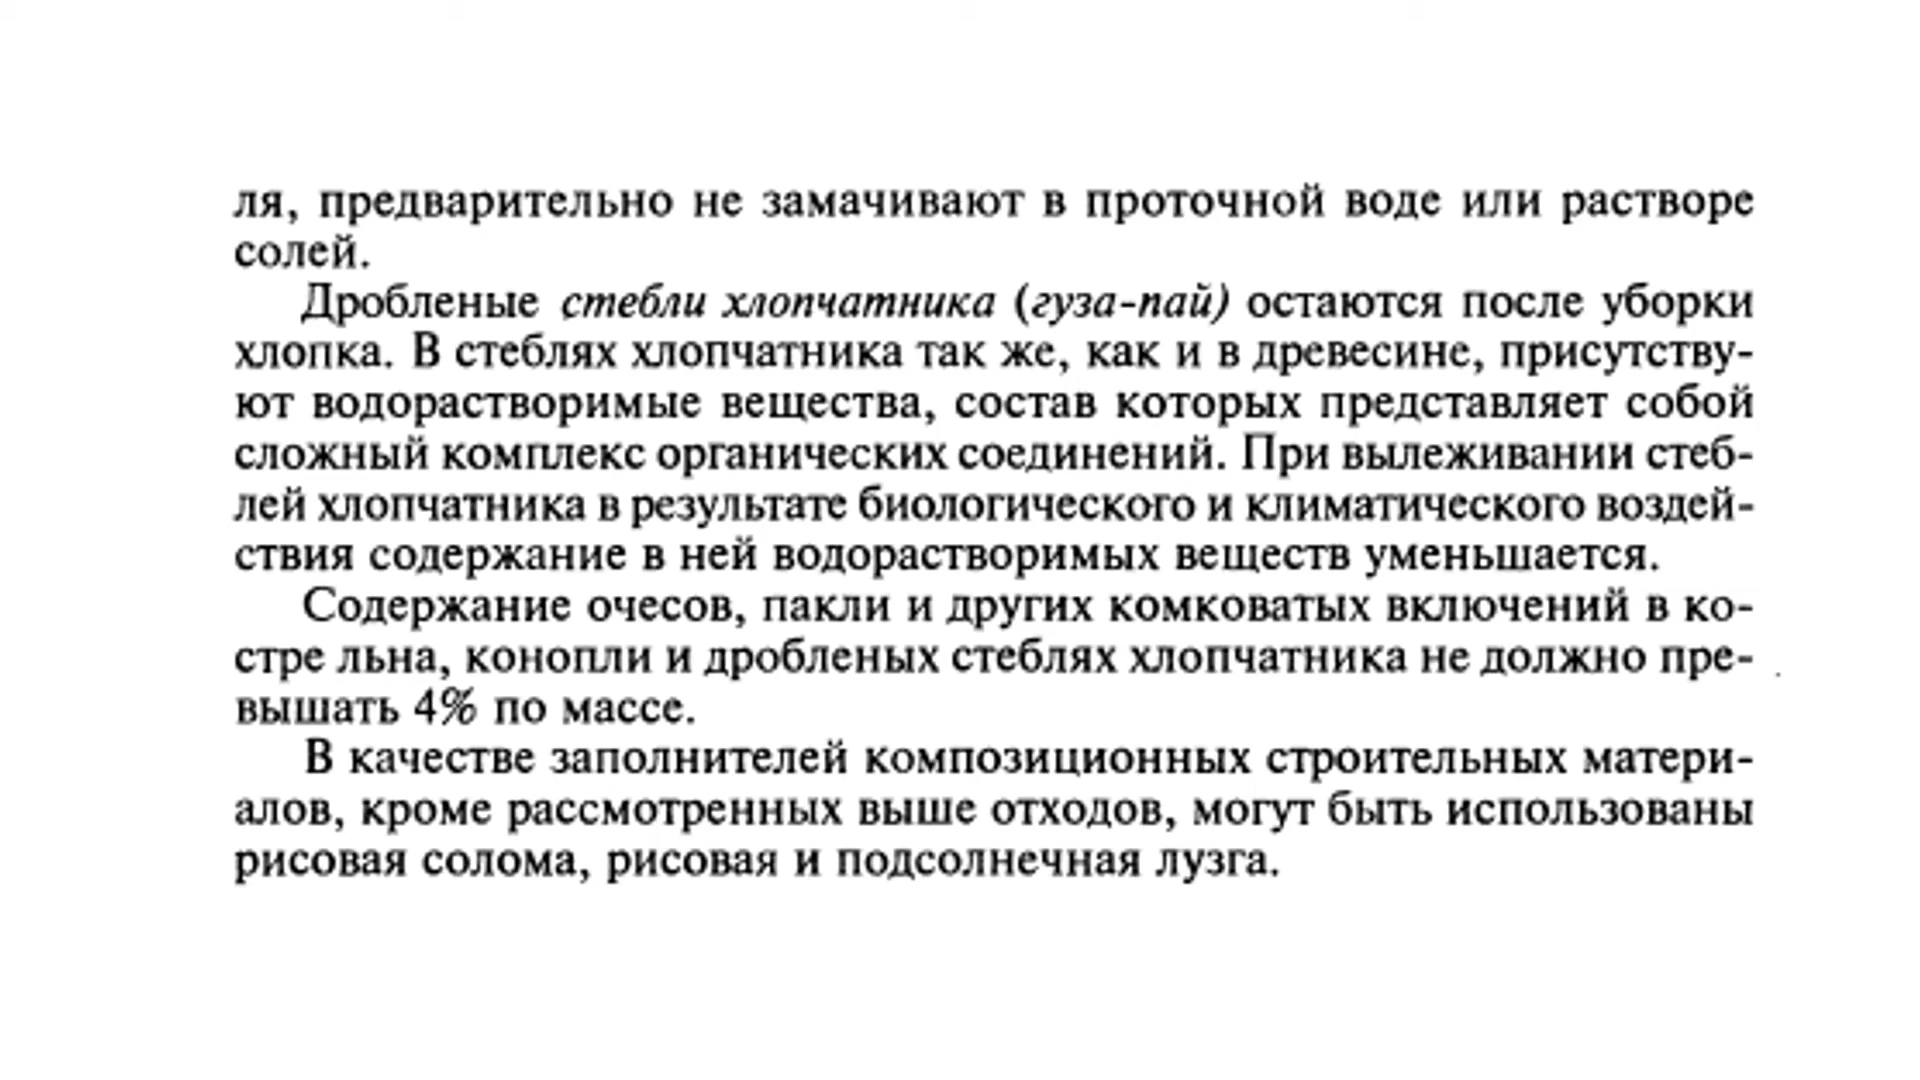 ля, предварительно не замачивают в проточной воде или растворе
солей.
Дробленые стебли хлопчатника (гуза-пай) остаются после уборки
хлопка. В стеблях хлопчатника так же, как и в древесине, присутству-
ют водорастворимые вещества, состав которых представляет собой
сложный комплекс органических соединений. При вылеживании стеб-
лей хлопчатника в результате биологического и климатического воздей-
ствия содержание в ней водорастворимых веществ уменьшается.
Содержание очесов, пакли и других комковатых включений в ко-
стре льна, конопли и дробленых стеблях хлопчатника не должно пре-
вышать 4% по массе.
В качестве заполнителей композиционных строительных матери-
алов, кроме рассмотренных выше отходов, могут быть использованы
рисовая солома, рисовая и подсолнечная лузга.